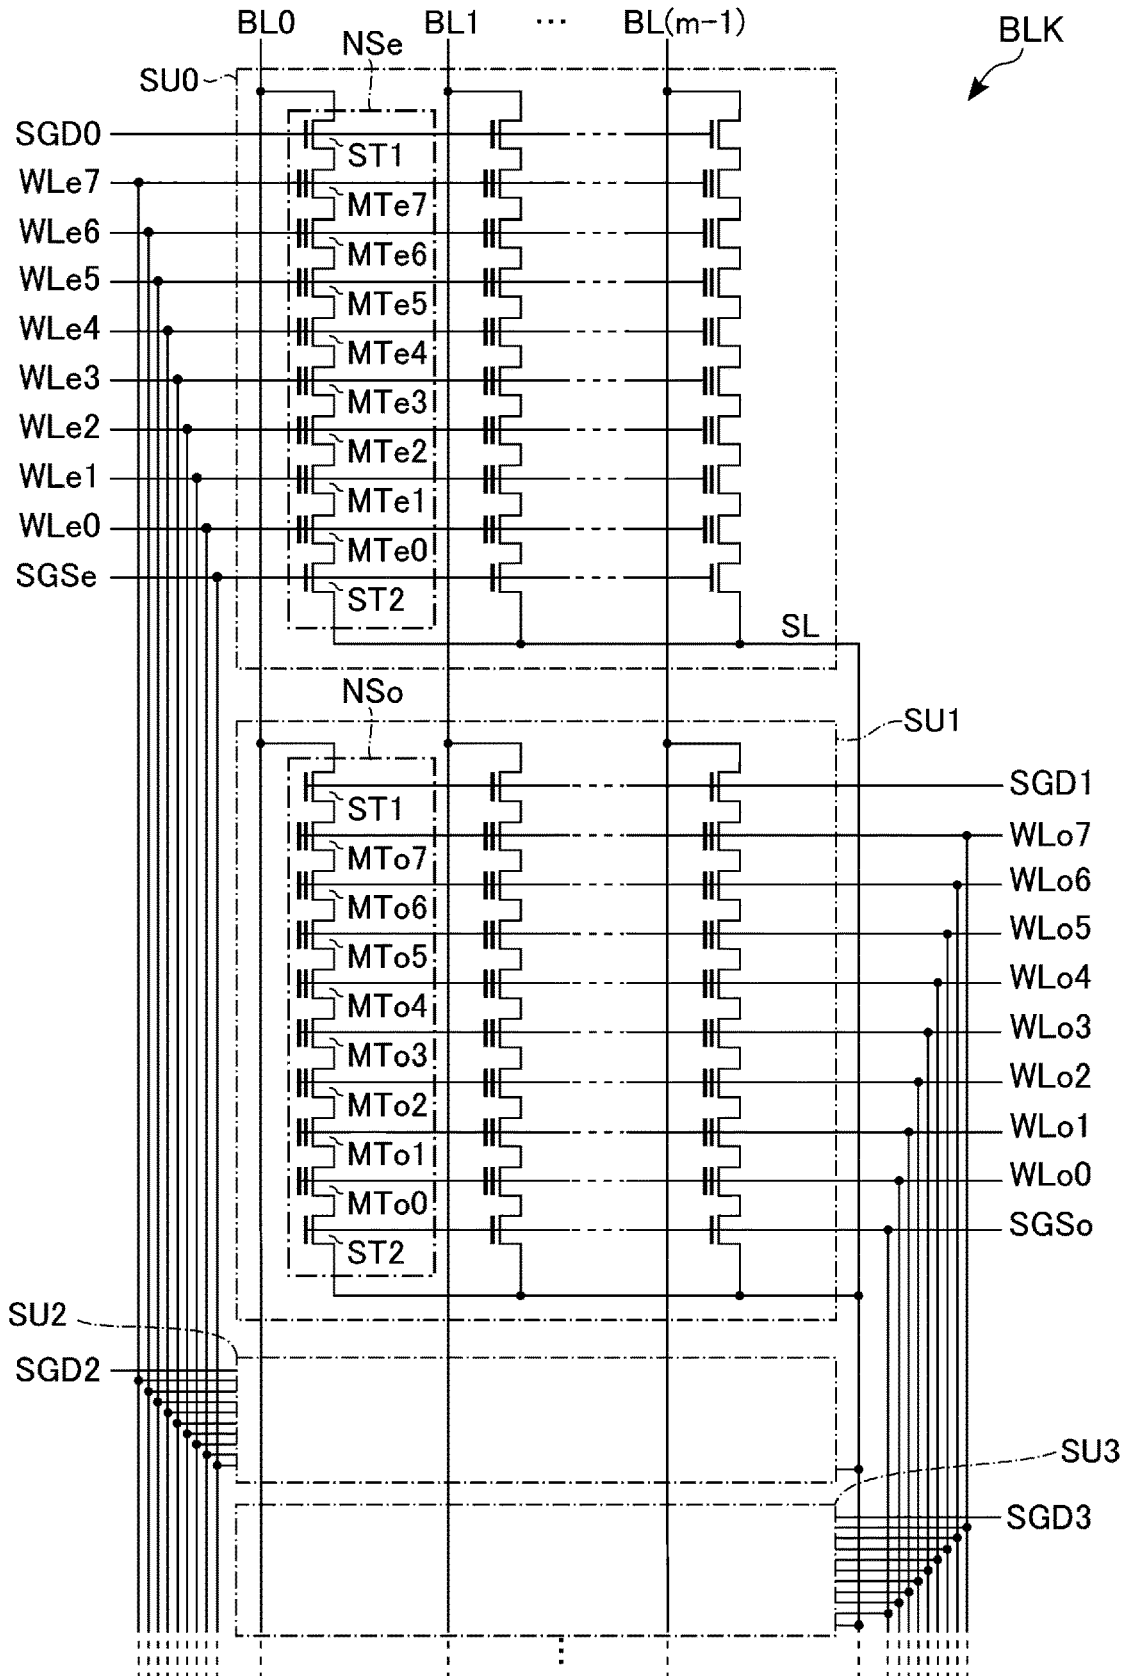 BL0 BL1 ... BL(m-1)
BLK
NSe
SU0
SGD0
ST1
WLe7
MTe7
WLe6
MTe6
WLe5
MTe5
WLe4
MTe4
WLe3
MTe3
WLe2
MTe2
WLe1
MTe1
WLe0
MTe0
SGSe
ST2
SL
NSo
SU1
SGD1
ST1
WLo7
MTo7
WLo6
MTo6
WLo5
MTo5
WLo4
MTo4
WLo3
MTo3
WLo2
MTo2
WLo1
MTo1
WLo0
MTo0
SGSo
ST2
SU2
SGD2
SU3
SGD3